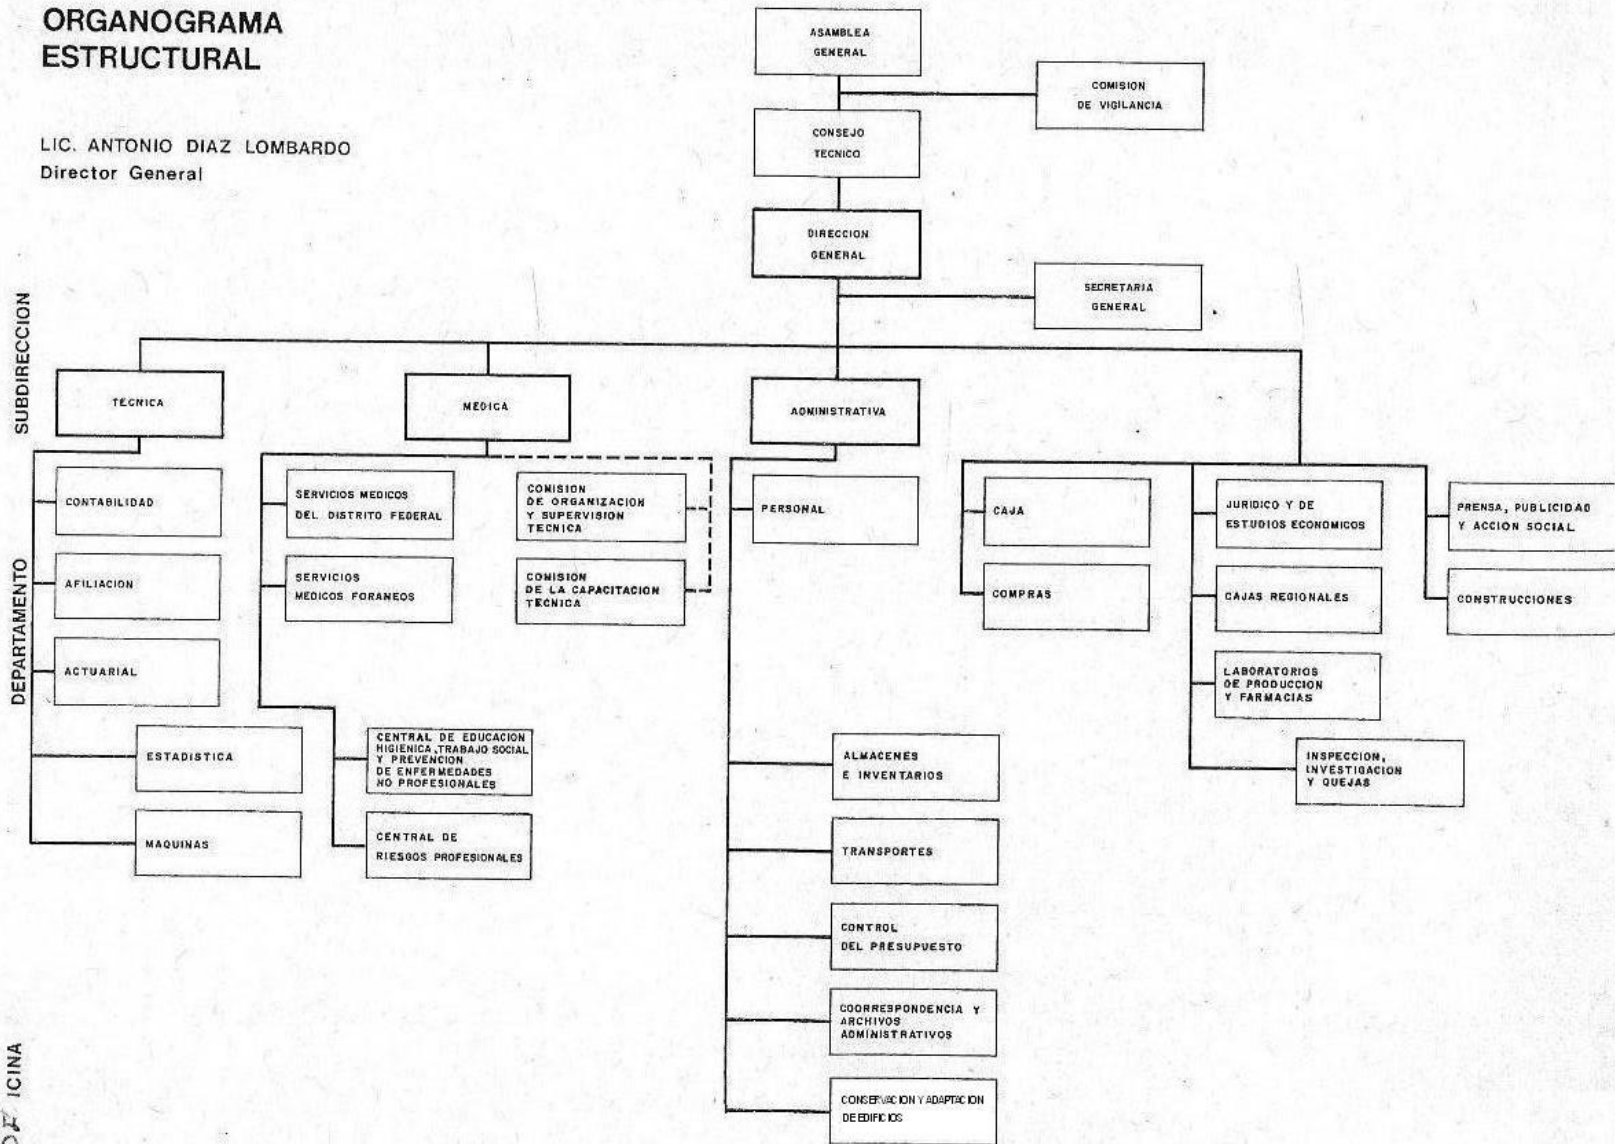 ORGANOGRAMA
ESTRUCTURAL
LIC. ANTONIO DIAZ LOMBARDO
Director General
ASAMBLEA
GENERAL
COMISION
DE VIGILANCIA
CONSEJO
TECNICO
DIRECCION
GENERAL
SECRETARIA
GENERAL
SUBDIRECCION
TECNICA
MEDICA
ADMINISTRATIVA
DEPARTAMENTO
CONTABILIDAD
AFILIACION
ACTUARIAL
ESTADISTICA
MAQUINAS
SERVICIOS MEDICOS
DEL DISTRITO FEDERAL
SERVICIOS
MEDICOS FORANEOS
COMISION
DE ORGANIZACION
Y SUPERVISION
TECNICA
COMISION
DE LA CAPACITACION
TECNICA
CENTRAL DE EDUCACION
HIGIENICA, TRABAJO SOCIAL
Y PREVENCION
DE ENFERMEDADES
NO PROFESIONALES
CENTRAL DE
RIESGOS PROFESIONALES
PERSONAL
ALMACENES
E INVENTARIOS
TRANSPORTES
CONTROL
DEL PRESUPUESTO
COORRESPONDENCIA Y
ARCHIVOS
ADMINISTRATIVOS
CONSERVACION Y ADAPTACION
DE EDIFICIOS
CAJA
COMPRAS
JURIDICO Y DE
ESTUDIOS ECONOMICOS
CAJAS REGIONALES
LABORATORIOS
DE PRODUCCION
Y FARMACIAS
INSPECCION,
INVESTIGACION
Y QUEJAS
PRENSA, PUBLICIDAD
Y ACCION SOCIAL
CONSTRUCCIONES
OFICINA